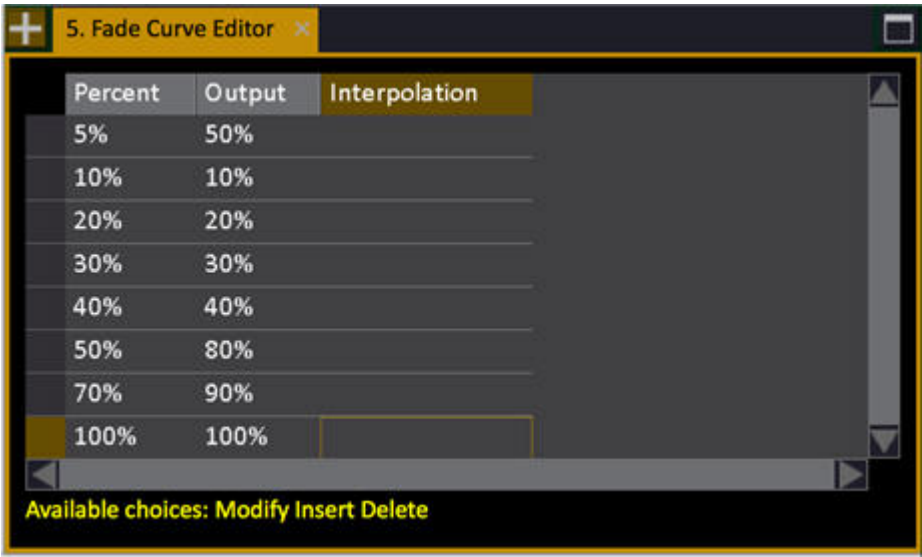 5. Fade Curve Editor
Percent Output Interpolation
5% 50%
10% 10%
20% 20%
30% 30%
40% 40%
50% 80%
70% 90%
100% 100%
Available choices: Modify Insert Delete